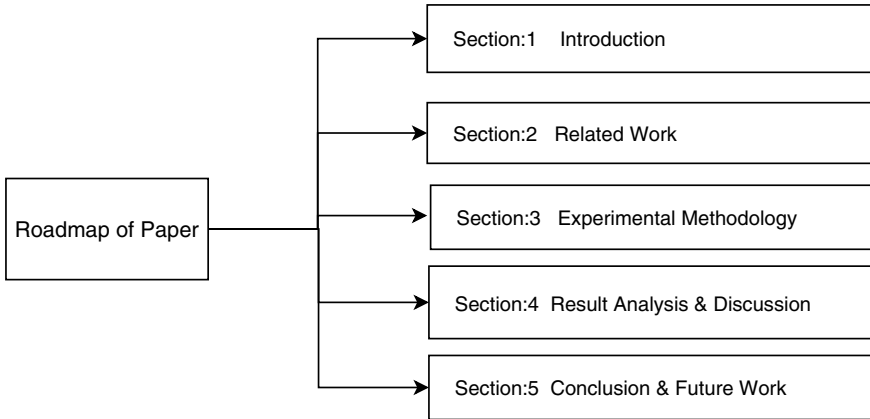 Section:1 Introduction
Section:2 Related Work
Roadmap of Paper
Section:3 Experimental Methodology
Section:4 Result Analysis & Discussion
Section:5 Conclusion & Future Work